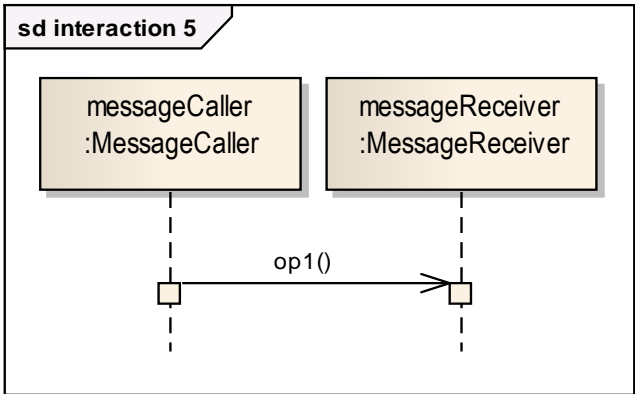 sd interaction 5
messageCaller
:MessageCaller
messageReceiver
:MessageReceiver
op1()